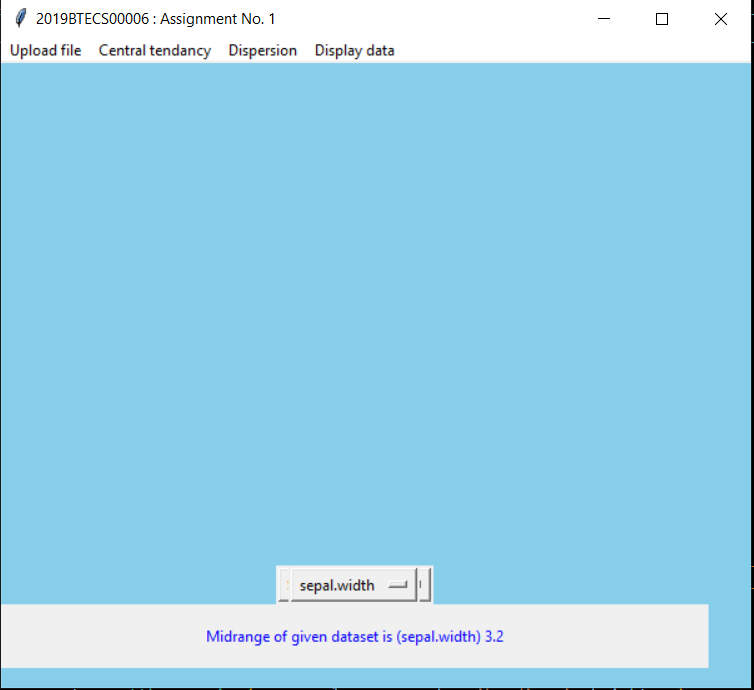 2019BTECS00006 : Assignment No. 1
Upload file Central tendancy Dispersion Display data
sepal.width
Midrange of given dataset is (sepal.width) 3.2